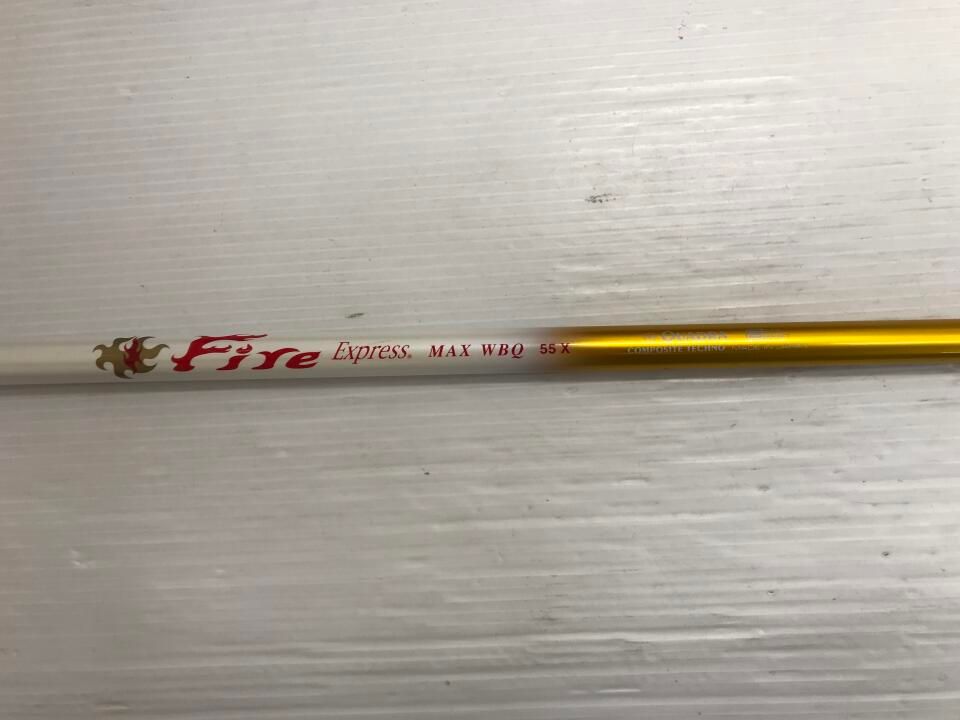 Fire Express® MAX WBQ 55 X
COMPOSITE TECHNO